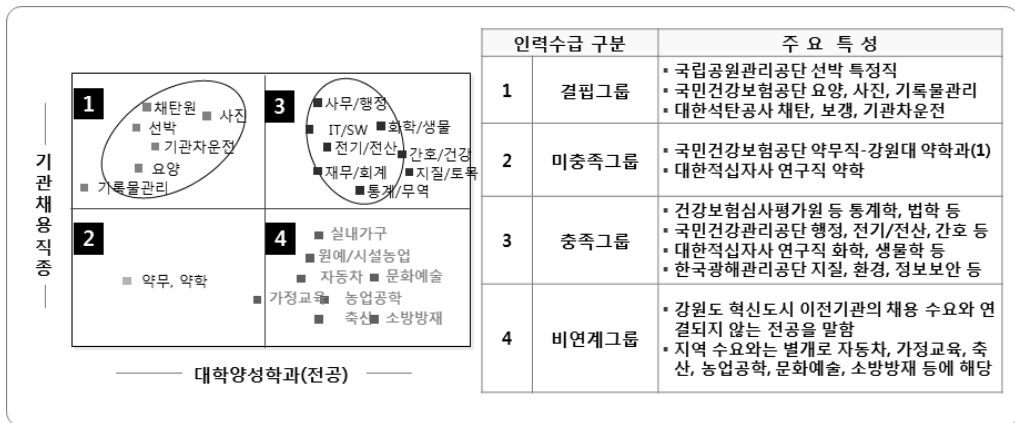 기관채용직종
1
채탄원
사진
선박
기관차운전
요양
기록물관리
3
사무/행정
IT/SW
화학/생물
전기/전산
간호/건강
재무/회계
지질/토목
통계/무역
2
약무, 약학
4
실내가구
원예/시설농업
자동차
문화예술
가정교육
농업공학
축산
소방방재
대학양성학과(전공)
인력수급 구분
주 요 특 성
1
결핍그룹
▪ 국립공원관리공단 선박 특정직
▪ 국민건강보험공단 요양, 사진, 기록물관리
▪ 대한석탄공사 채탄, 보갱, 기관차운전
2
미충족그룹
▪ 국민건강보험공단 약무직-강원대 약학과(1)
▪ 대한적십자사 연구직 약학
3
충족그룹
▪ 건강보험심사평가원 등 통계학, 법학 등
▪ 국민건강관리공단 행정, 전기/전산, 간호 등
▪ 대한적십자사 연구직 화학, 생물학 등
▪ 한국광해관리공단 지질, 환경, 정보보안 등
4
비연계그룹
▪ 강원도 혁신도시 이전기관의 채용 수요와 연
결되지 않는 전공을 말함
▪ 지역 수요와는 별개로 자동차, 가정교육, 축
산, 농업공학, 문화예술, 소방방재 등에 해당